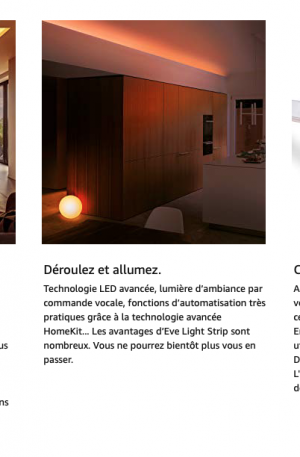 Déroulez et allumez.
Technologie LED avancée, lumière d'ambiance par
commande vocale, fonctions d'automatisation très
pratiques grâce à la technologie avancée
HomeKit... Les avantages d'Eve Light Strip sont
nombreux. Vous ne pourrez bientôt plus vous en
passer.